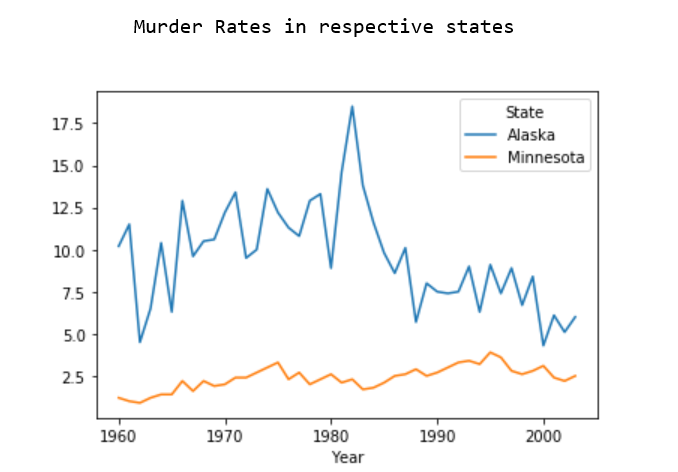 Murder Rates in respective states
State
Alaska
Minnesota
17.5
15.0
12.5
10.0
7.5
5.0
2.5
1960 1970 1980 1990 2000
Year